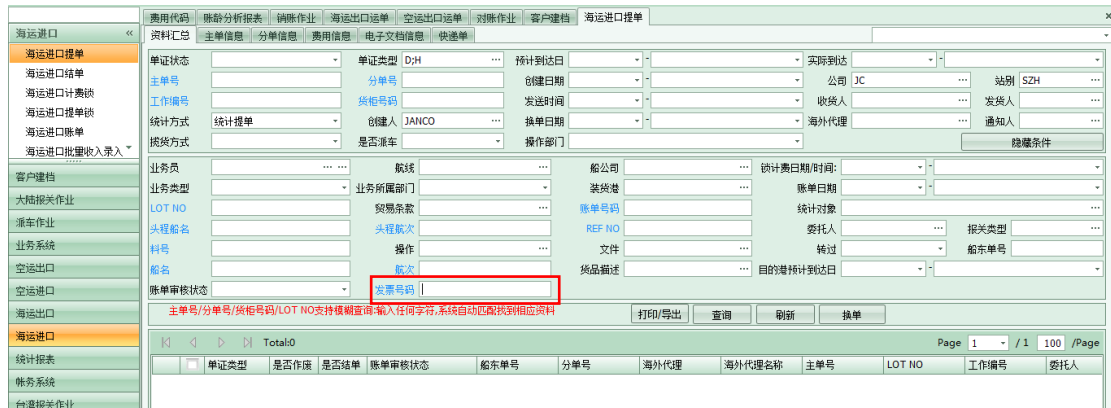 费用代码 账龄分析报表 销账作业 海运出口运单 空运出口运单 对账作业 客户建档 海运进口提单
海运进口 «
资料汇总 主单信息 分单信息 费用信息 电子文档信息 快递单
海运进口提单
海运进口结单
海运进口计费锁
海运进口提单锁
海运进口账单
海运进口批量收入录入
客户建档
大陆报关作业
派车作业
业务系统
空运出口
空运进口
海运出口
海运进口
统计报表
帐务系统
台湾报关作业
单证状态 单证类型 D;H ... 预计到达日 - 实际到达 -
主单号 分单号 创建日期 - 公司 JC ... 站别 SZH ...
工作编号 货柜号码 发送时间 - 收货人 ... 发货人 ...
统计方式 统计提单 创建人 JANCO ... 换单日期 - 海外代理 ... 通知人 ...
揽货方式 是否派车 操作部门 隐藏条件
业务员 ... ... 航线 ... 船公司 ... 锁计费日期/时间: -
业务类型 业务所属部门 装货港 ... 账单日期 -
LOT NO 贸易条款 ... 账单号码 统计对象 ...
头程船名 头程航次 REF NO 委托人 ... 报关类型 ...
料号 操作 ... 文件 ... 转过 船东单号
船名 航次 货品描述 ... 目的港预计到达日 -
账单审核状态 发票号码
主单号/分单号/货柜号码/LOT NO支持模糊查询:输入任何字符,系统自动匹配找到相应资料 打印/导出 查询 刷新 换单
Total:0 Page 1 / 1 100 /Page
单证类型 是否作废 是否结单 账单审核状态 船东单号 分单号 海外代理 海外代理名称 主单号 LOT NO 工作编号 委托人